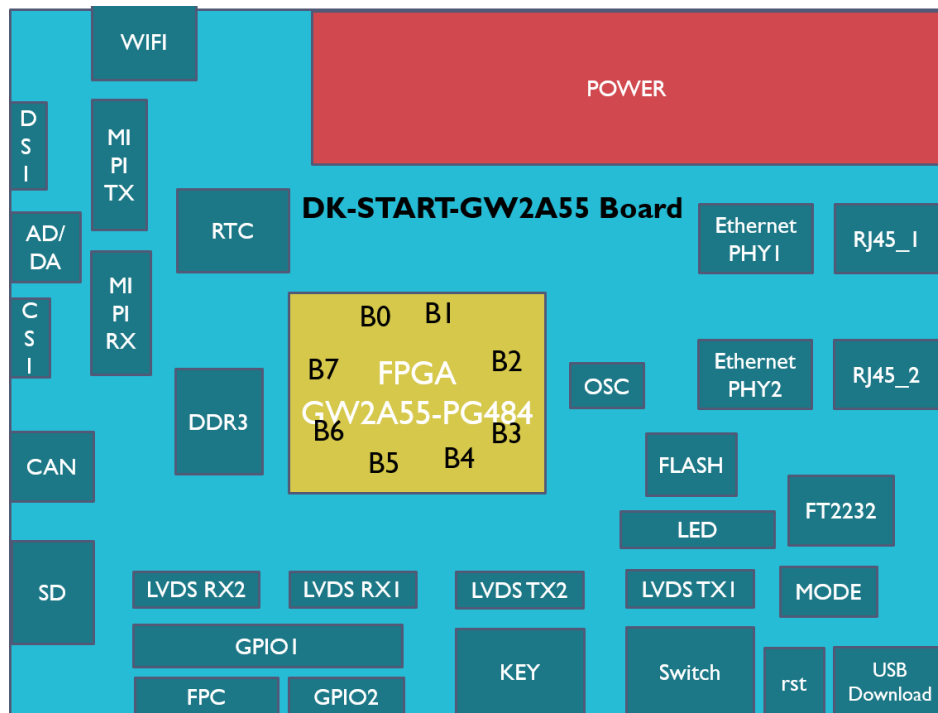 WIFI
POWER
D
S
I
MI
PI
TX
RTC
DK-START-GW2A55 Board
Ethernet
PHY1
RJ45_1
AD/
DA
MI
PI
RX
C
S
I
B0
B1
B2
B7
FPGA
GW2A55-PG484
B6
B3
B5
B4
OSC
Ethernet
PHY2
RJ45_2
DDR3
CAN
FLASH
FT2232
LED
SD
LVDS RX2
LVDS RX1
LVDS TX2
LVDS TX1
MODE
GPIO1
KEY
Switch
rst
USB
Download
FPC
GPIO2